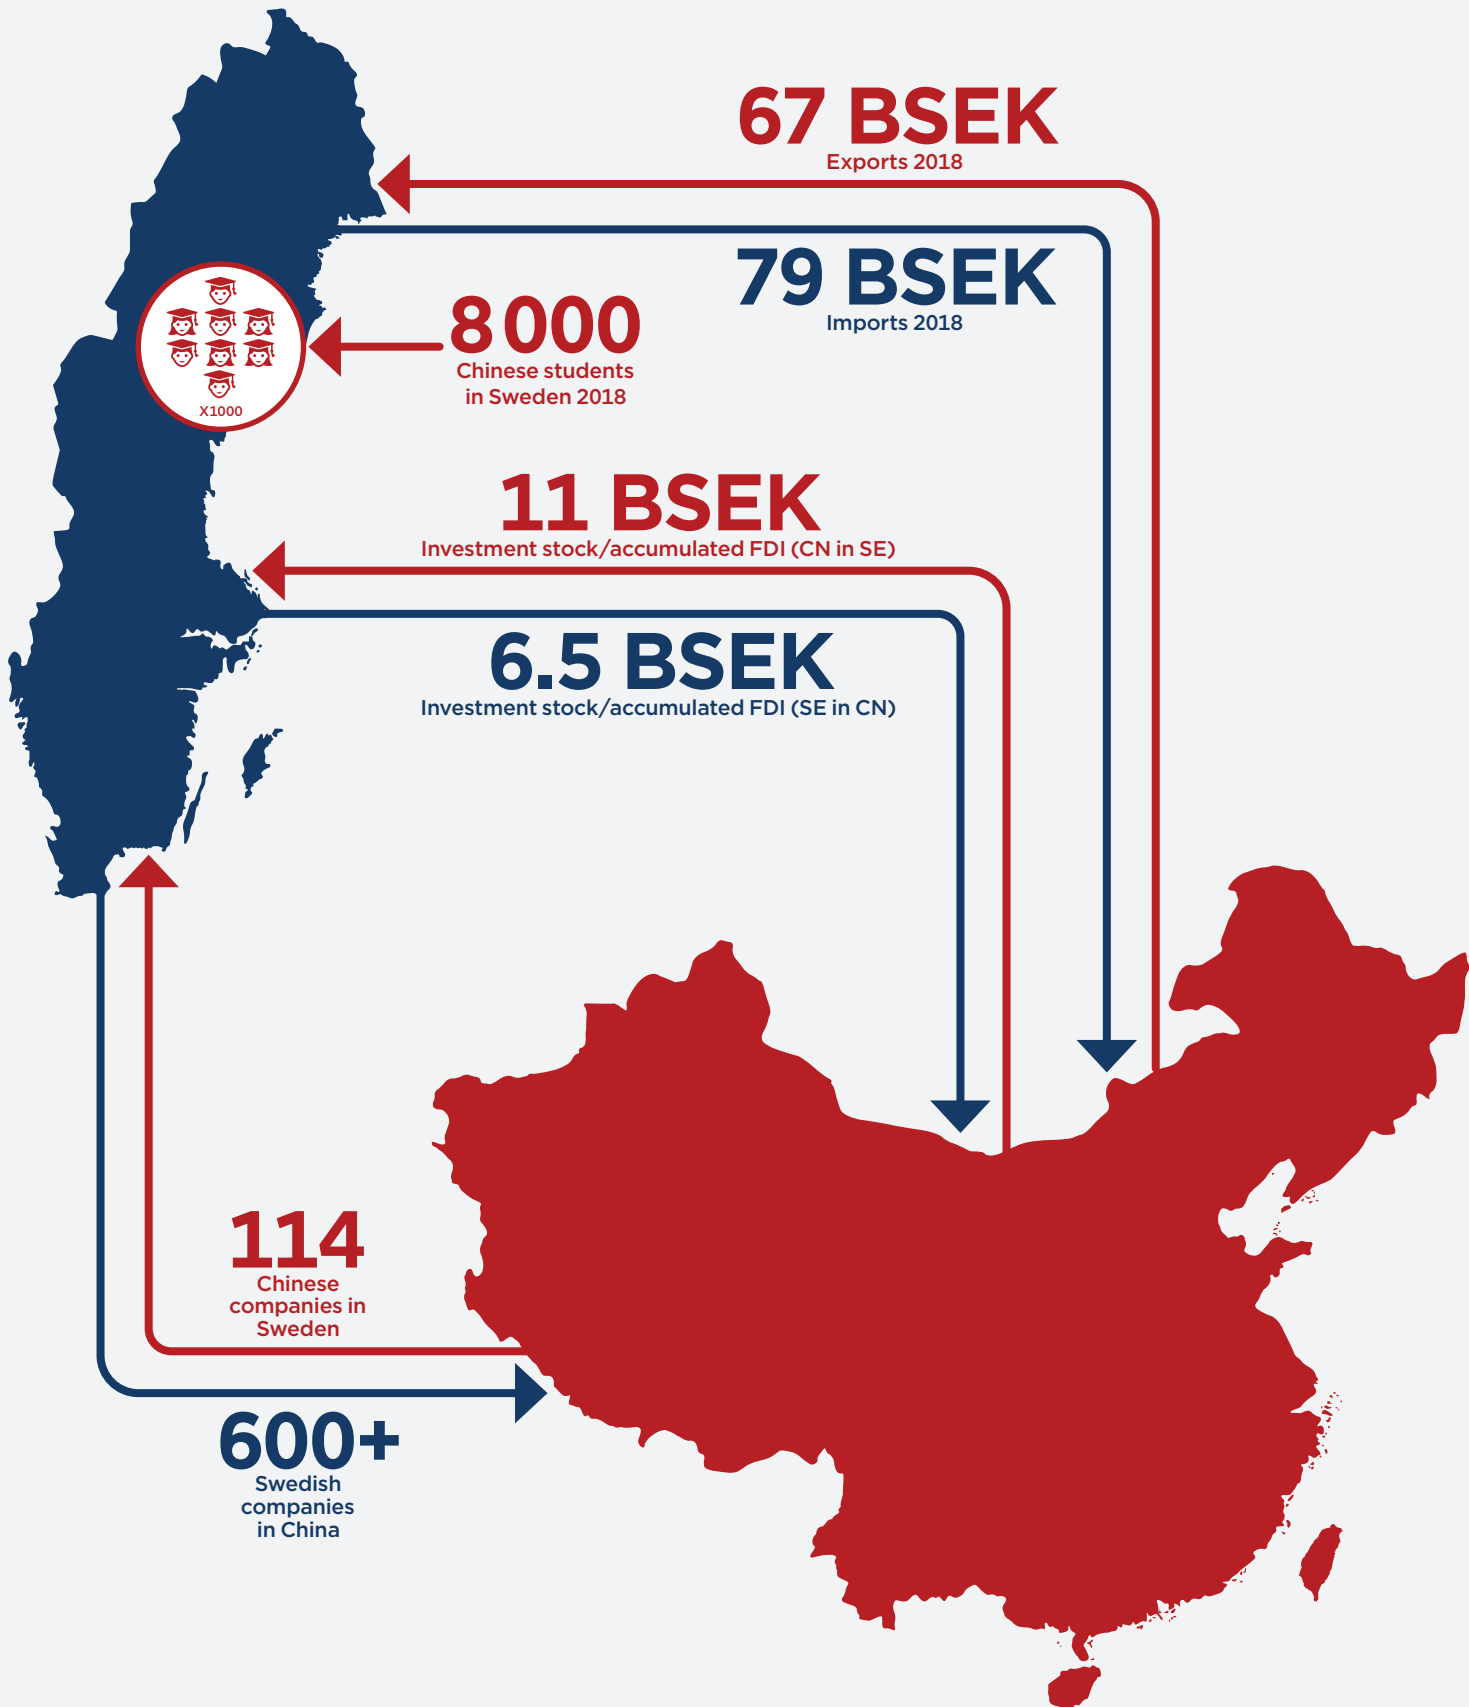 67 BSEK
Exports 2018
79 BSEK
Imports 2018
8 000
Chinese students
in Sweden 2018
X1000
11 BSEK
Investment stock/accumulated FDI (CN in SE)
6.5 BSEK
Investment stock/accumulated FDI (SE in CN)
114
Chinese
companies in
Sweden
600+
Swedish
companies
in China